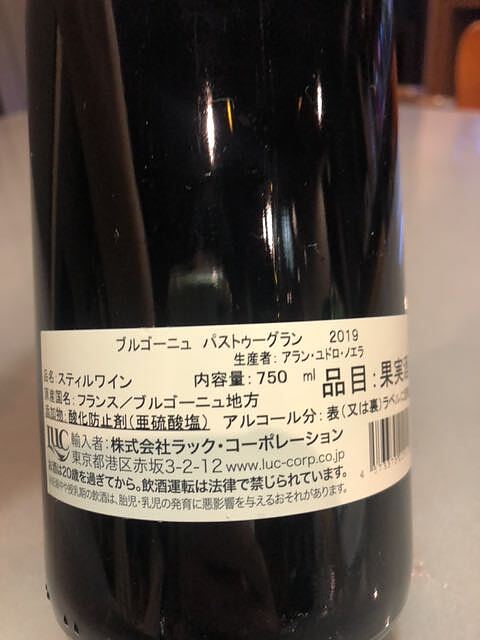 ブルゴーニュ パストゥーグラン 2019
生産者: アラン・ユドロ・ノエラ
品名: スティルワイン 内容量: 750 ml 品目: 果実酒
原産国名: フランス/ブルゴーニュ地方
添加物: 酸化防止剤(亜硫酸塩) アルコール分: 表(又は裏)ラベルに
LUC 輸入者: 株式会社ラック・コーポレーション
東京都港区赤坂3-2-12 www.luc-corp.co.jp
飲酒は20歳を過ぎてから。飲酒運転は法律で禁じられています。
妊娠中や授乳期の飲酒は、胎児・乳児の発育に悪影響を与えるおそれがあります。